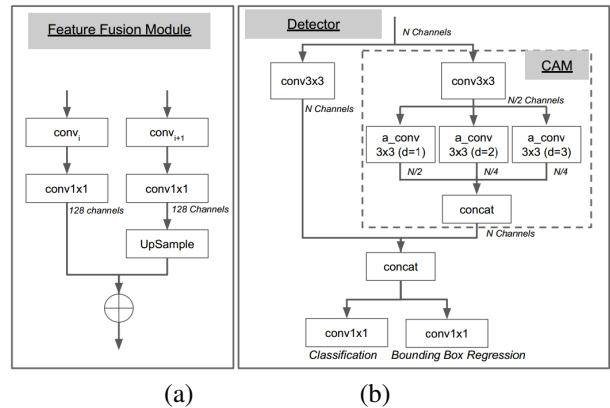 Feature Fusion Module
conv_i
conv_{i+1}
conv1x1
conv1x1
128 channels
128 channels
UpSample
(a)
Detector
N Channels
CAM
conv3x3
conv3x3
N Channels
N/2 Channels
a_conv
3x3 (d=1)
a_conv
3x3 (d=2)
a_conv
3x3 (d=3)
N/2
N/4
N/4
concat
N Channels
concat
conv1x1
conv1x1
Classification
Bounding Box Regression
(b)